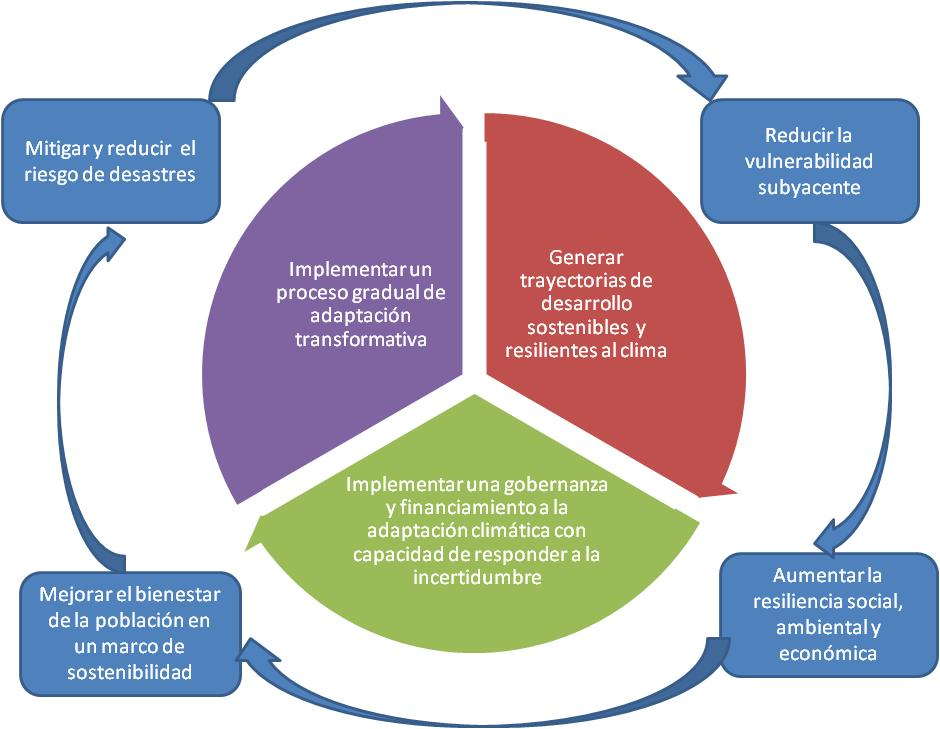 Mitigar y reducir el
riesgo de desastres
Reducir la
vulnerabilidad
subyacente
Implementar un
proceso gradual de
adaptación
transformativa
Generar
trayectorias de
desarrollo
sostenibles y
resilientes al clima
Implementar una gobernanza
y financiamiento a la
adaptación climática con
capacidad de responder a la
incertidumbre
Mejorar el bienestar
de la población en
un marco de
sostenibilidad
Aumentar la
resiliencia social,
ambiental y
económica